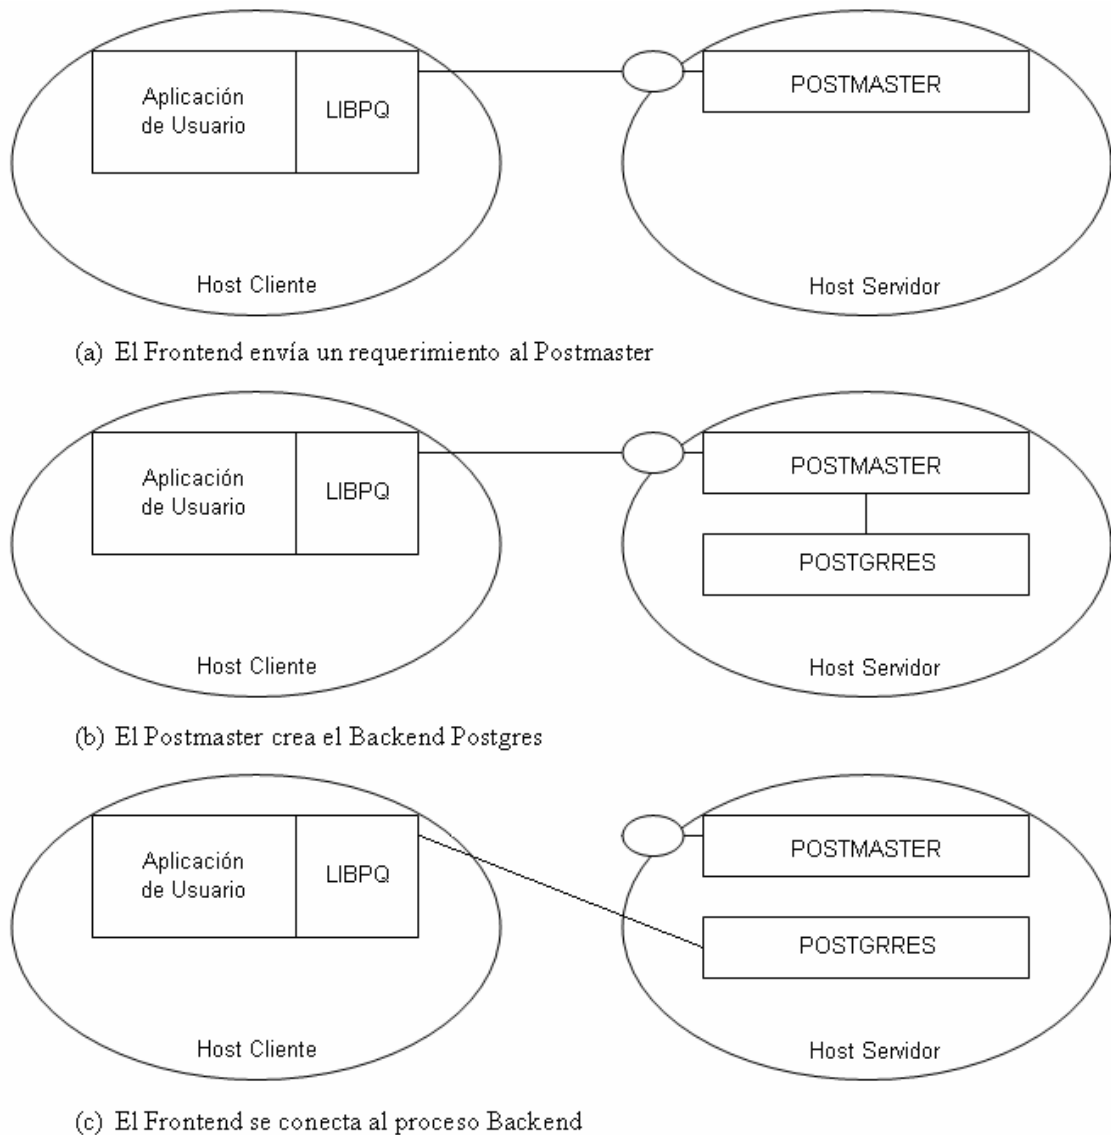 Aplicación
de Usuario
LIBPQ
POSTMASTER
Host Cliente
Host Servidor
(a) El Frontend envía un requerimiento al Postmaster
Aplicación
de Usuario
LIBPQ
POSTMASTER
POSTGRRES
Host Cliente
Host Servidor
(b) El Postmaster crea el Backend Postgres
Aplicación
de Usuario
LIBPQ
POSTMASTER
POSTGRRES
Host Cliente
Host Servidor
(c) El Frontend se conecta al proceso Backend